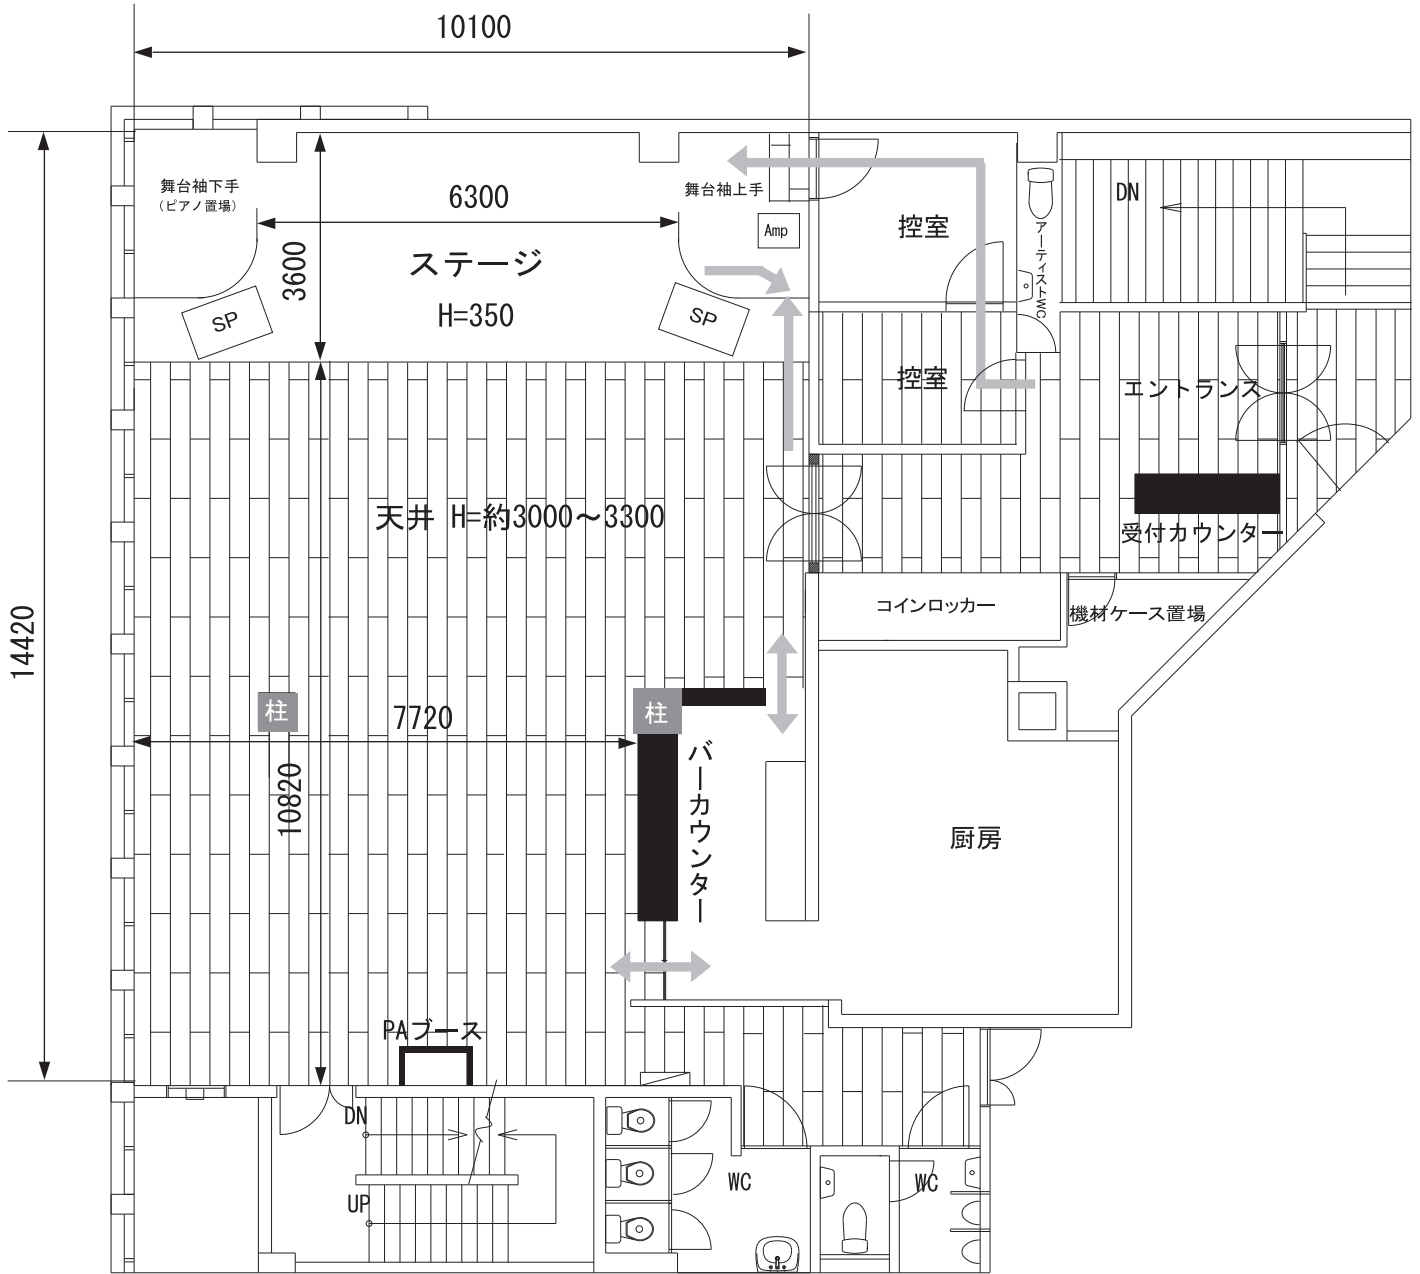 10100
舞台袖下手
(ピアノ置場)
6300
舞台袖上手
Amp
控室
アーティストWC
DN
3600
ステージ
H=350
SP
SP
控室
エントランス
天井 H=約3000～3300
受付カウンター
14420
コインロッカー
機材ケース置場
柱
7720
柱
10820
バーカウンター
厨房
PAブース
DN
UP
WC
WC